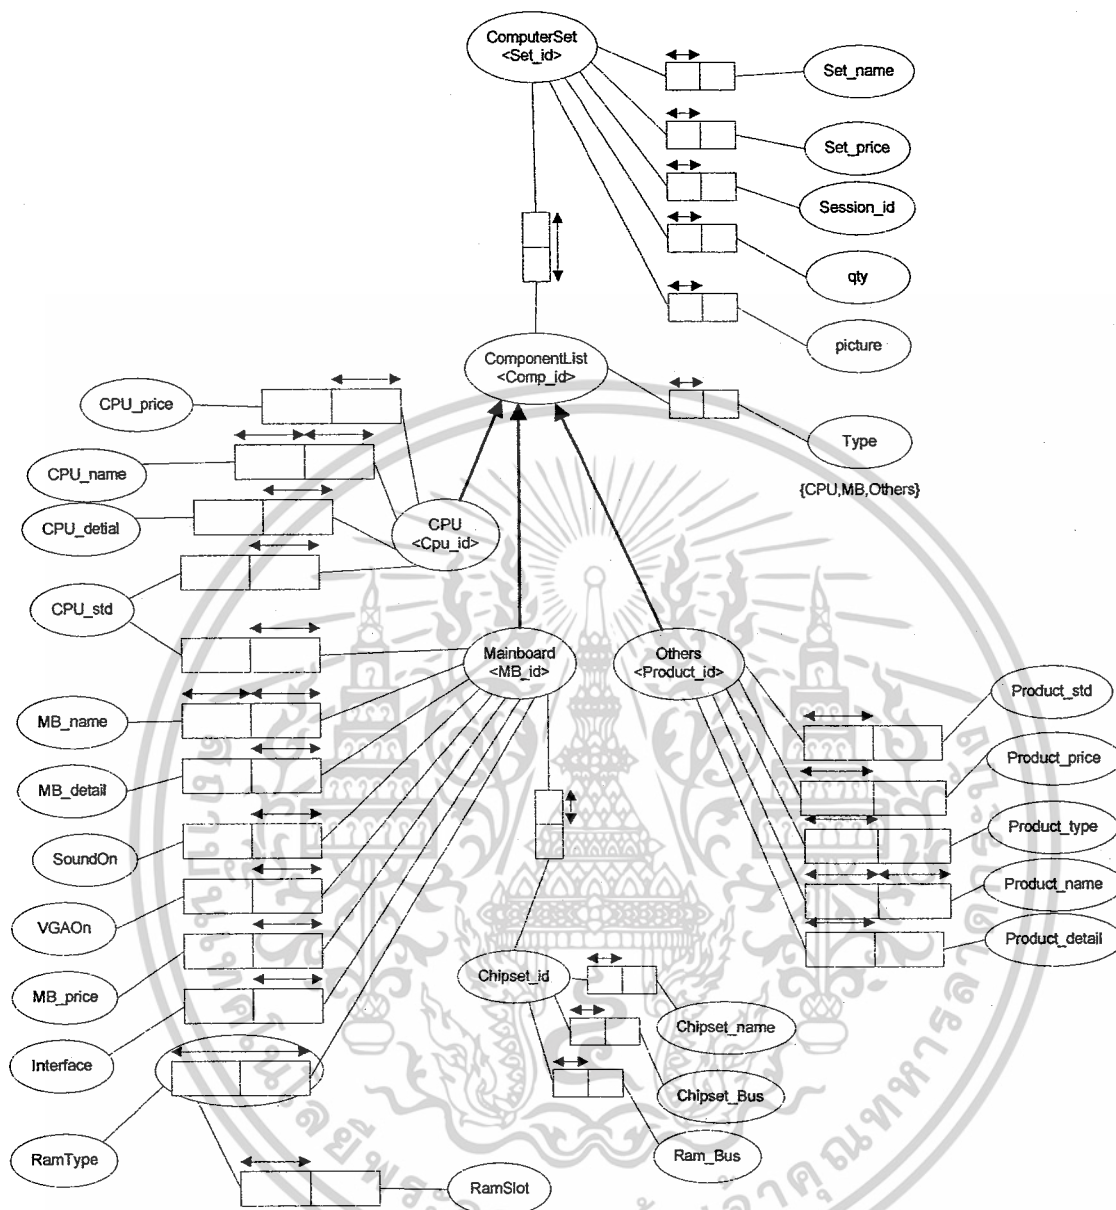 ComputerSet
<Set_id>
Set_name
Set_price
Session_id
qty
picture
ComponentList
<Comp_id>
Type
{CPU,MB,Others}
CPU_price
CPU_name
CPU_detial
CPU_std
CPU
<Cpu_id>
Mainboard
<MB_id>
Others
<Product_id>
MB_name
MB_detail
SoundOn
VGAOn
MB_price
Interface
RamType
RamSlot
Product_std
Product_price
Product_type
Product_name
Product_detail
Chipset_id
Chipset_name
Chipset_Bus
Ram_Bus